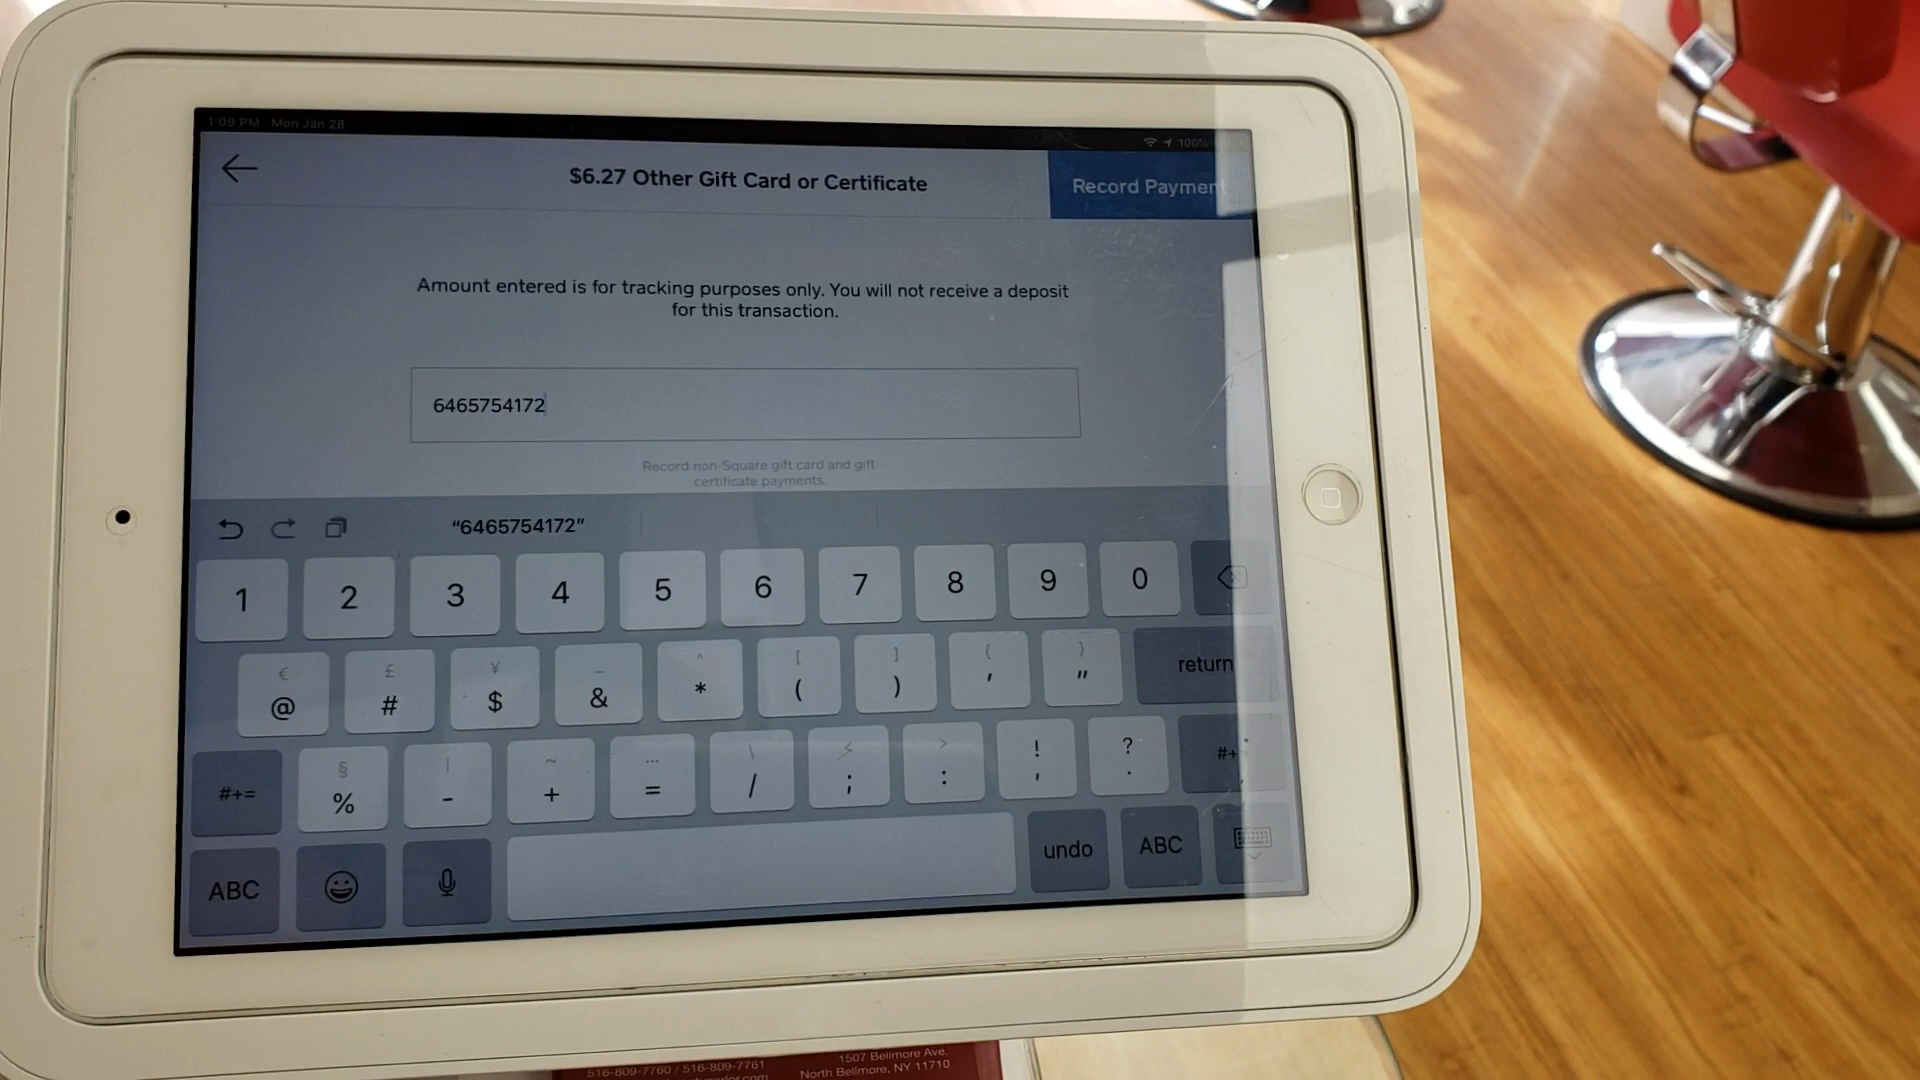 1:09 PM Mon Jan 28
100%
$6.27 Other Gift Card or Certificate
Record Payment
Amount entered is for tracking purposes only. You will not receive a deposit
for this transaction.
6465754172
Record non-Square gift card and gift
certificate payments.
"6465754172"
1 2 3 4 5 6 7 8 9 0
€ £ ¥ _ ^ [ ] { }
@ # $ & * ( ) ' " return
§ | ~ … \ < > ! ?
#+= % - + = / ; : , . #+=
ABC undo ABC
516-809-7760 / 516-809-7761
1507 Bellmore Ave.
North Bellmore, NY 11710